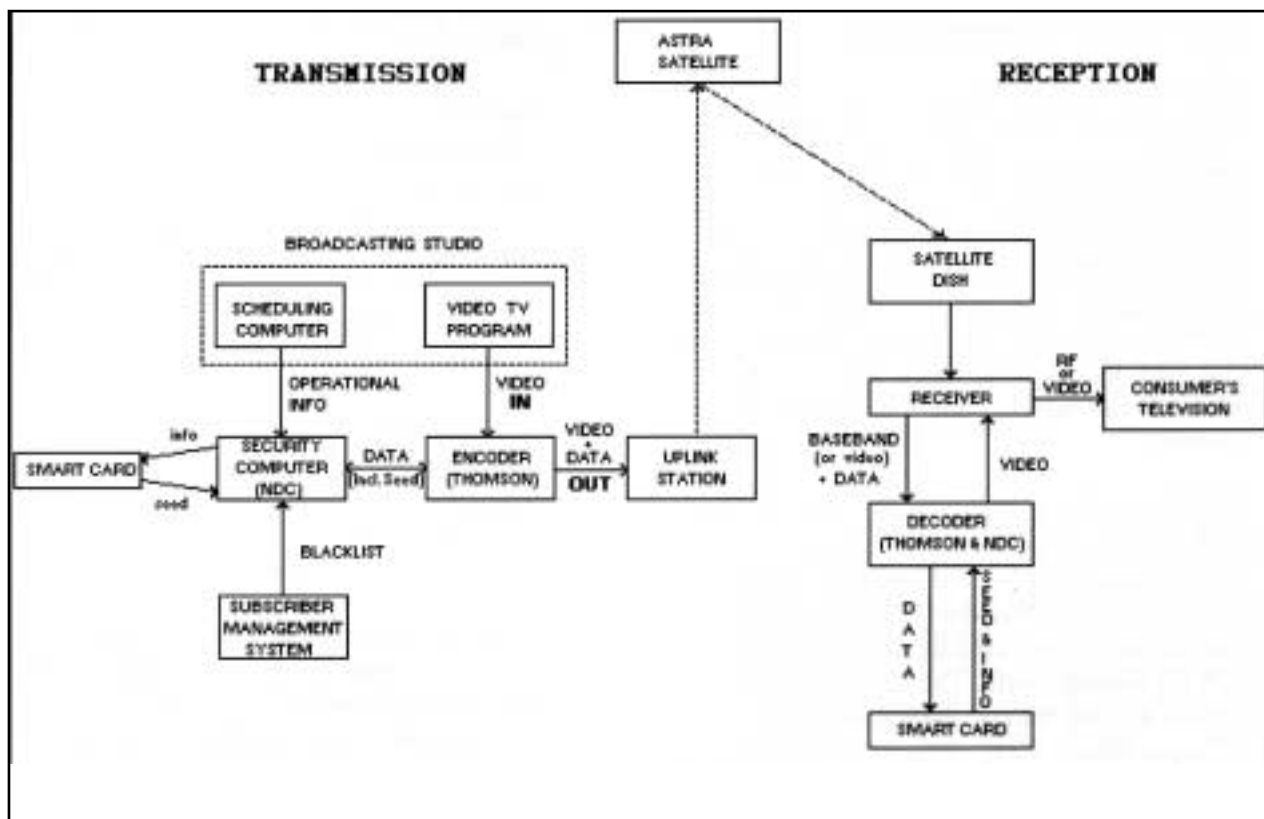 TRANSMISSION
ASTRA
SATELLITE
RECEPTION
BROADCASTING STUDIO
SCHEDULING
COMPUTER
VIDEO TV
PROGRAM
SATELLITE
DISH
OPERATIONAL
INFO
VIDEO
IN
RECEIVER
RF
or
VIDEO
CONSUMER'S
TELEVISION
info
SMART CARD
seed
SECURITY
COMPUTER
(NDC)
DATA
(Incl. Seed)
ENCODER
(THOMSON)
VIDEO
+
DATA
OUT
UPLINK
STATION
BASEBAND
(or video)
+ DATA
VIDEO
BLACKLIST
DECODER
(THOMSON & NDC)
SUBSCRIBER
MANAGEMENT
SYSTEM
DATA
SEED & INFO
SMART CARD